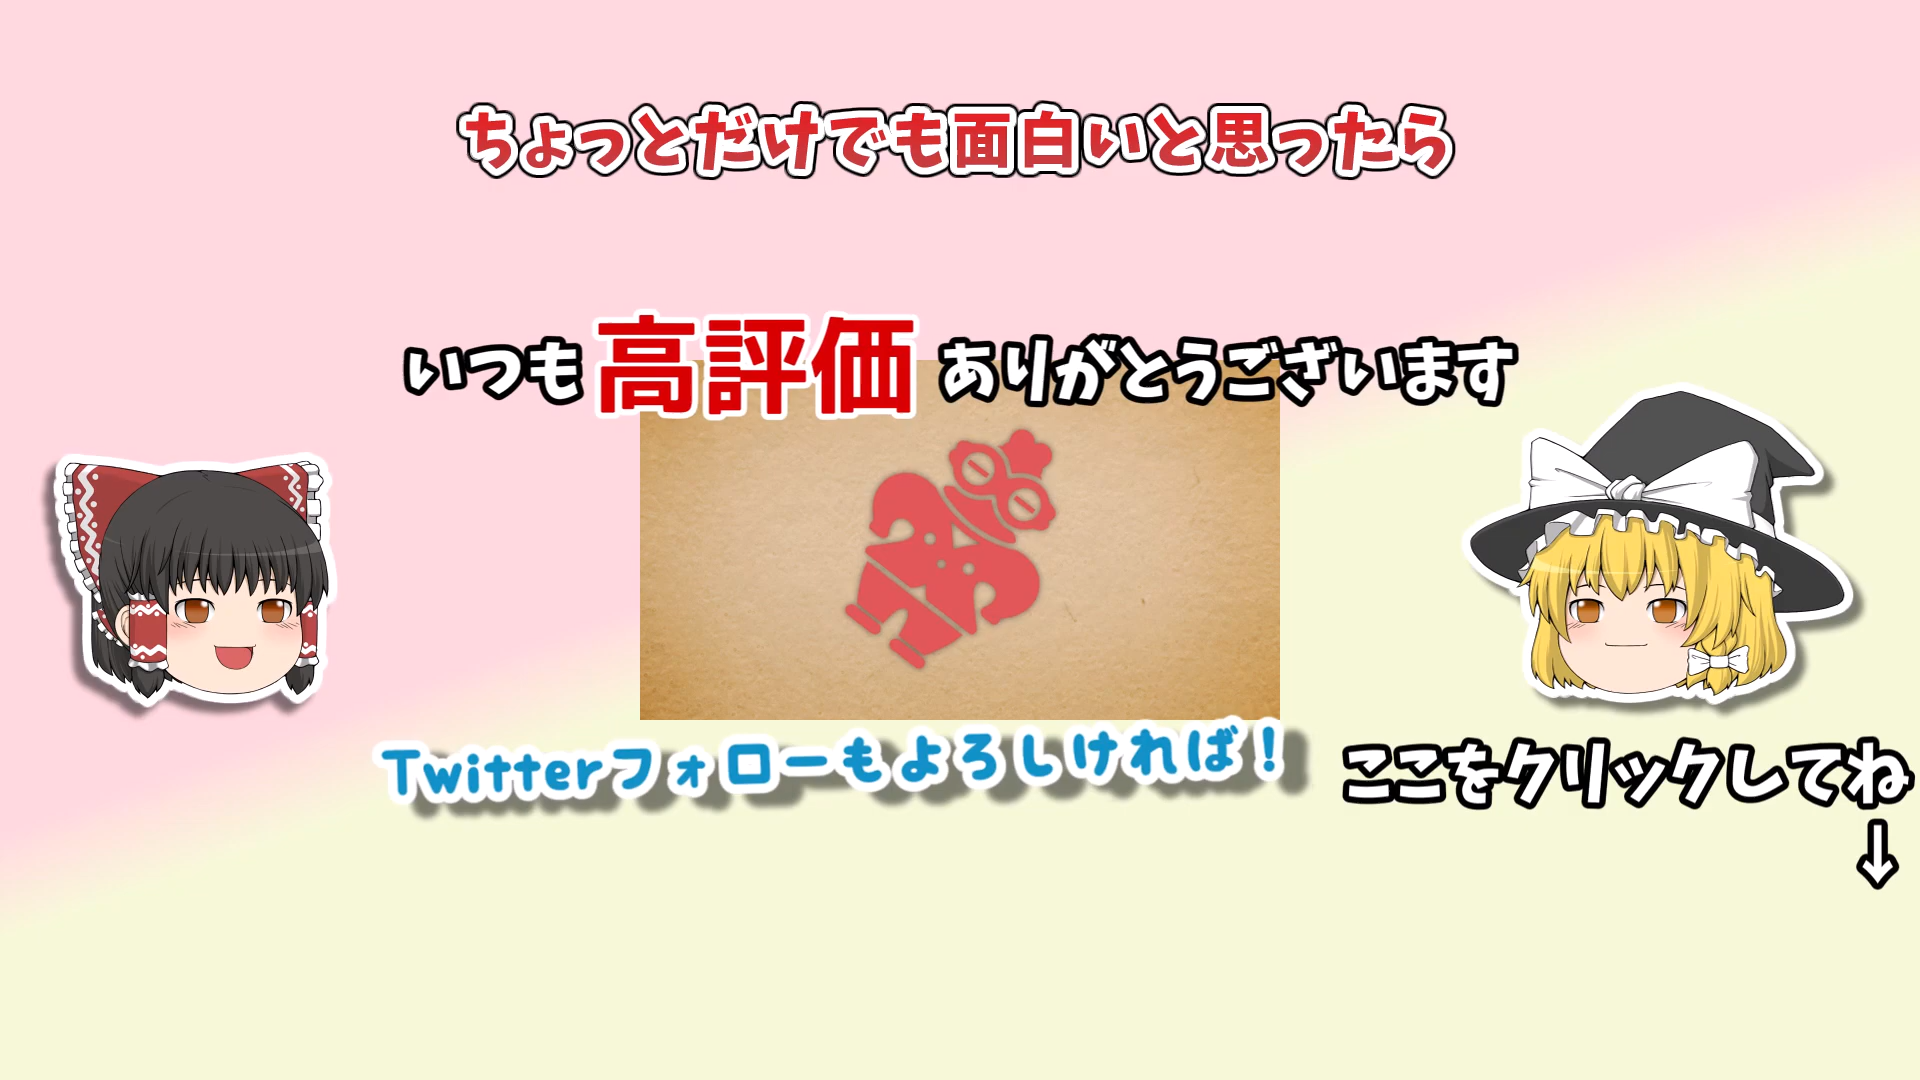 ちょっとだけでも面白いと思ったら
いつも高評価ありがとうございます
Twitterフォローもよろしければ！
ここをクリックしてね
↓